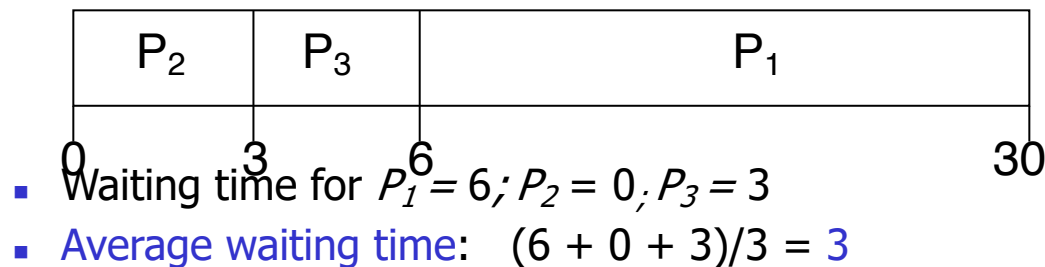 P₂ P₃ P₁
0 3 6 30
Waiting time for P₁ = 6; P₂ = 0; P₃ = 3
Average waiting time: (6 + 0 + 3)/3 = 3